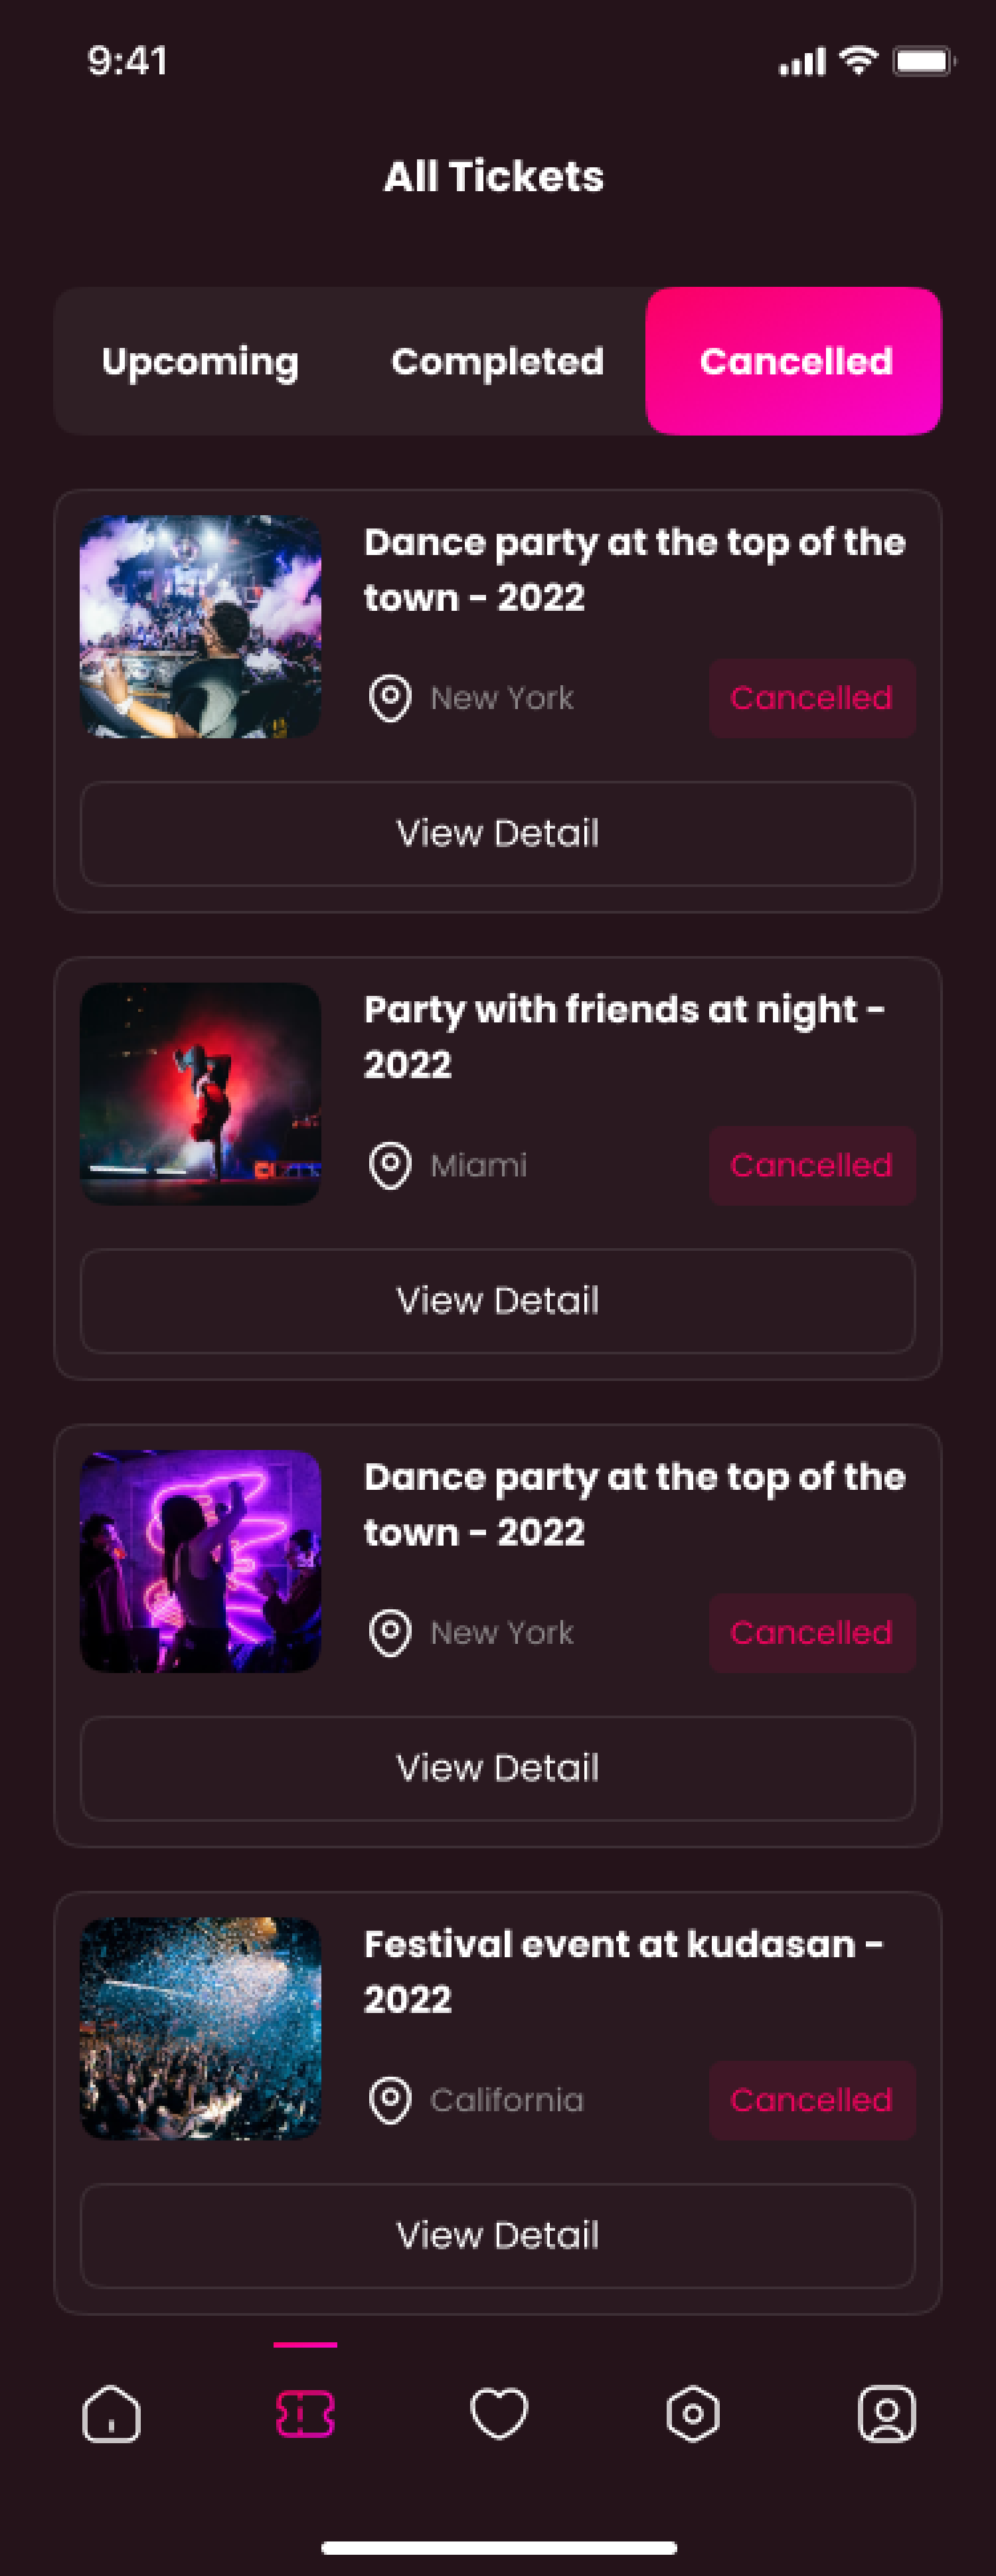 9:41
All Tickets
Upcoming Completed Cancelled
Dance party at the top of the
town - 2022
New York Cancelled
View Detail
Party with friends at night -
2022
Miami Cancelled
View Detail
Dance party at the top of the
town - 2022
New York Cancelled
View Detail
Festival event at kudasan -
2022
California Cancelled
View Detail